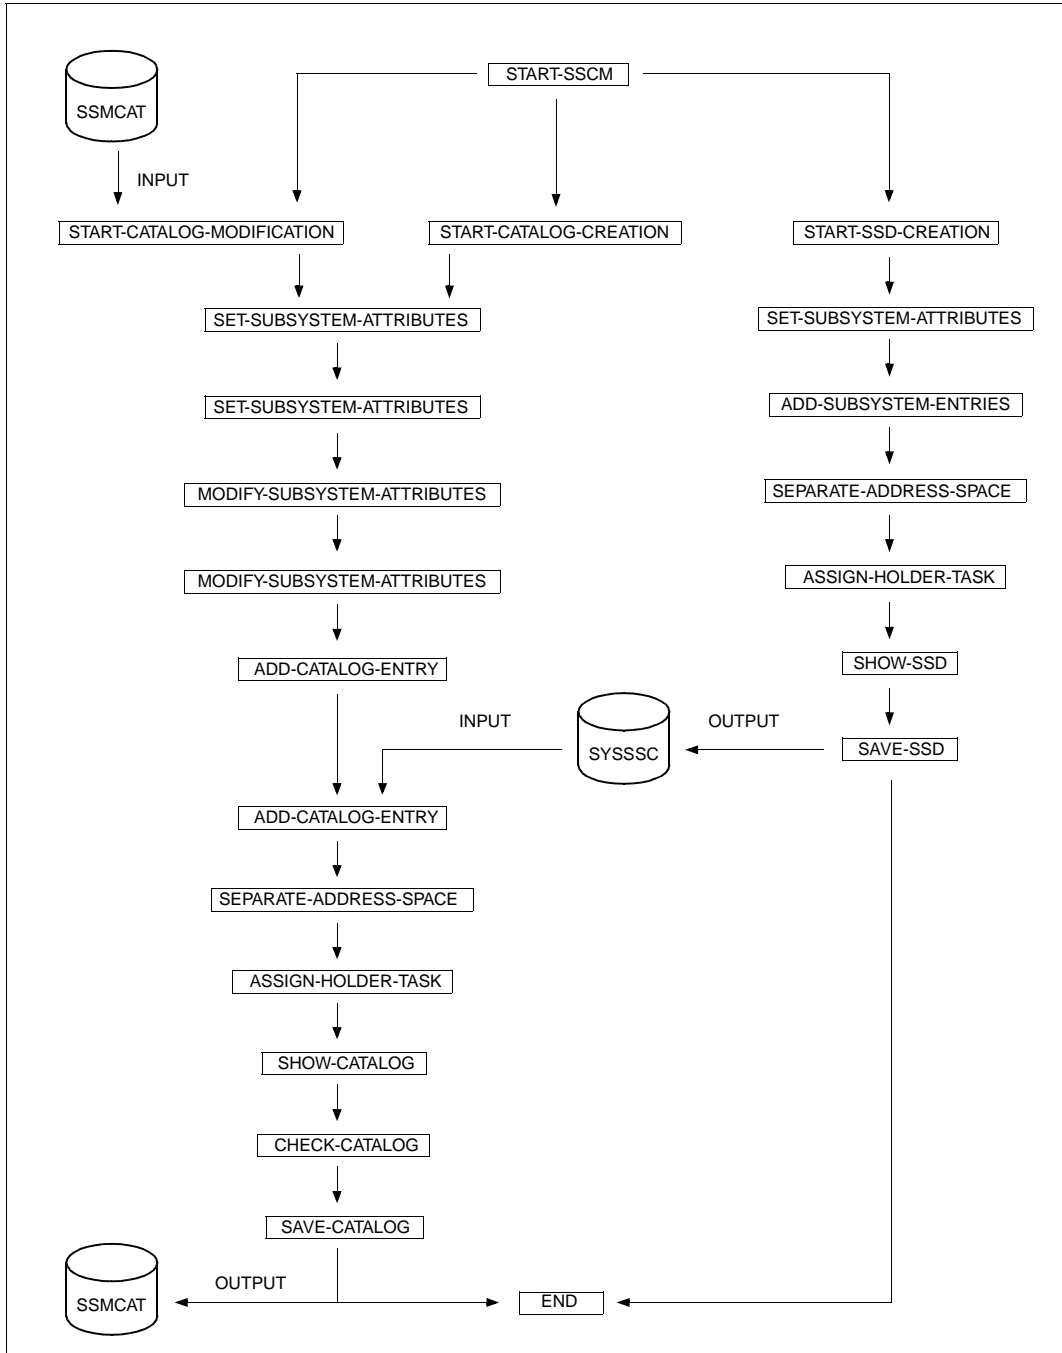 START-SSCM
SSMCAT
INPUT
START-CATALOG-MODIFICATION
START-CATALOG-CREATION
START-SSD-CREATION
SET-SUBSYSTEM-ATTRIBUTES
SET-SUBSYSTEM-ATTRIBUTES
SET-SUBSYSTEM-ATTRIBUTES
ADD-SUBSYSTEM-ENTRIES
MODIFY-SUBSYSTEM-ATTRIBUTES
SEPARATE-ADDRESS-SPACE
MODIFY-SUBSYSTEM-ATTRIBUTES
ASSIGN-HOLDER-TASK
ADD-CATALOG-ENTRY
SHOW-SSD
INPUT
OUTPUT
SYSSSC
SAVE-SSD
ADD-CATALOG-ENTRY
SEPARATE-ADDRESS-SPACE
ASSIGN-HOLDER-TASK
SHOW-CATALOG
CHECK-CATALOG
SAVE-CATALOG
OUTPUT
SSMCAT
END